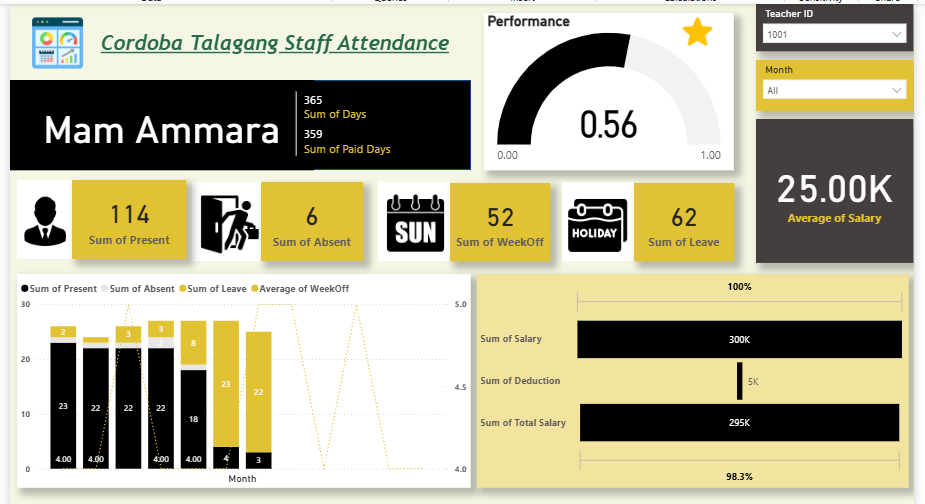 Cordoba Talagang Staff Attendance
Performance
0.56
0.00
1.00
Teacher ID
1001
Month
All
Mam Ammara
365
Sum of Days
359
Sum of Paid Days
25.00K
Average of Salary
114
Sum of Present
6
Sum of Absent
SUN
52
Sum of WeekOff
HOLIDAY
62
Sum of Leave
Sum of Present Sum of Absent Sum of Leave Average of WeekOff
30
20
10
0
5.0
4.5
4.0
2
3
3
2
8
23
22
23
22
22
22
18
4
3
4.00
4.00
4.00
4.00
Month
100%
Sum of Salary
300K
Sum of Deduction
5K
Sum of Total Salary
295K
98.3%